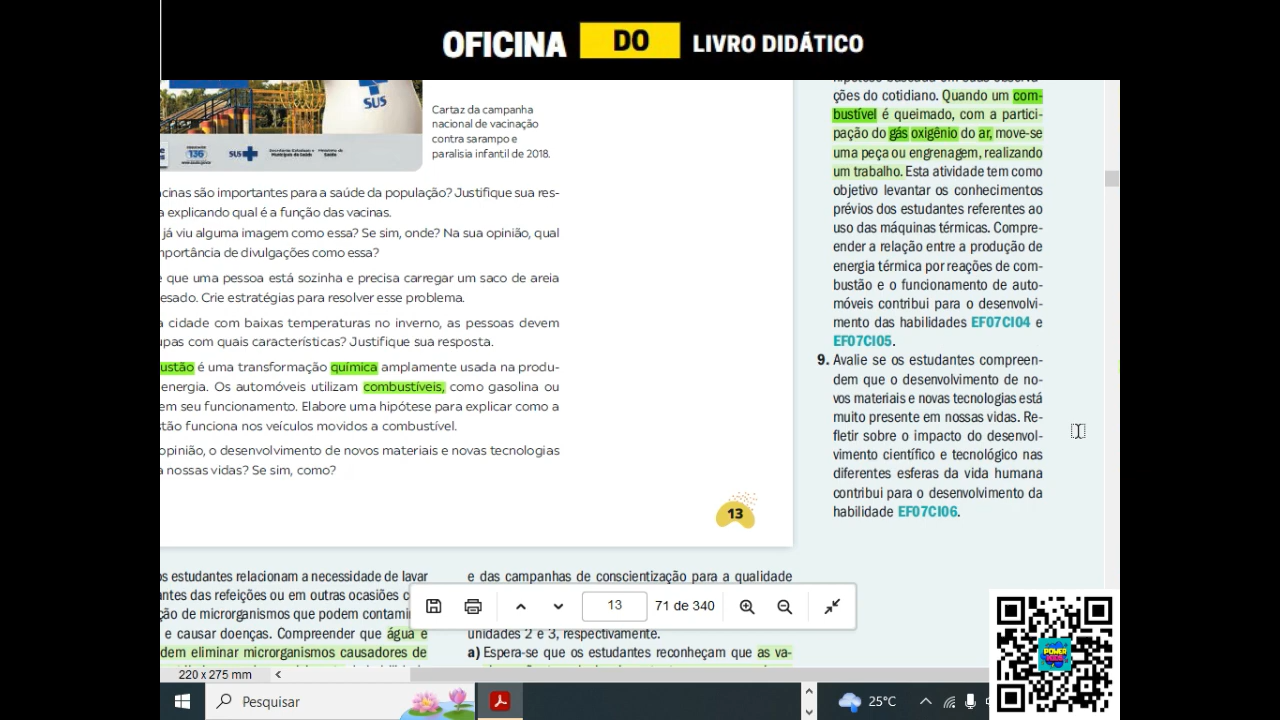 OFICINA DO LIVRO DIDÁTICO
SUS
136
SUS
Cartaz da campanha
nacional de vacinação
contra sarampo e
paralisia infantil de 2018.
cinas são importantes para a saúde da população? Justifique sua res-
a explicando qual é a função das vacinas.
já viu alguma imagem como essa? Se sim, onde? Na sua opinião, qual
mportância de divulgações como essa?
e que uma pessoa está sozinha e precisa carregar um saco de areia
esado. Crie estratégias para resolver esse problema.
a cidade com baixas temperaturas no inverno, as pessoas devem
upas com quais características? Justifique sua resposta.
ustão é uma transformação química amplamente usada na produ-
energia. Os automóveis utilizam combustíveis, como gasolina ou
em seu funcionamento. Elabore uma hipótese para explicar como a
stão funciona nos veículos movidos a combustível.
opinião, o desenvolvimento de novos materiais e novas tecnologias
a nossas vidas? Se sim, como?
13
ções do cotidiano. Quando um com-
bustível é queimado, com a partici-
pação do gás oxigênio do ar, move-se
uma peça ou engrenagem, realizando
um trabalho. Esta atividade tem como
objetivo levantar os conhecimentos
prévios dos estudantes referentes ao
uso das máquinas térmicas. Compre-
ender a relação entre a produção de
energia térmica por reações de com-
bustão e o funcionamento de auto-
móveis contribui para o desenvolvi-
mento das habilidades EF07CI04 e
EF07CI05.
9. Avalie se os estudantes compreen-
dem que o desenvolvimento de no-
vos materiais e novas tecnologias está
muito presente em nossas vidas. Re-
fletir sobre o impacto do desenvol-
vimento científico e tecnológico nas
diferentes esferas da vida humana
contribui para o desenvolvimento da
habilidade EF07CI06.
os estudantes relacionam a necessidade de lavar
antes das refeições ou em outras ocasiões c
ção de microrganismos que podem contami
e causar doenças. Compreender que água e
dem eliminar microrganismos causadores de
e das campanhas de conscientização para a qualidade
unidades 2 e 3, respectivamente.
a) Espera-se que os estudantes reconheçam que as va-
13 71 de 340
220 x 275 mm
Pesquisar
25°C
POWER KIDS